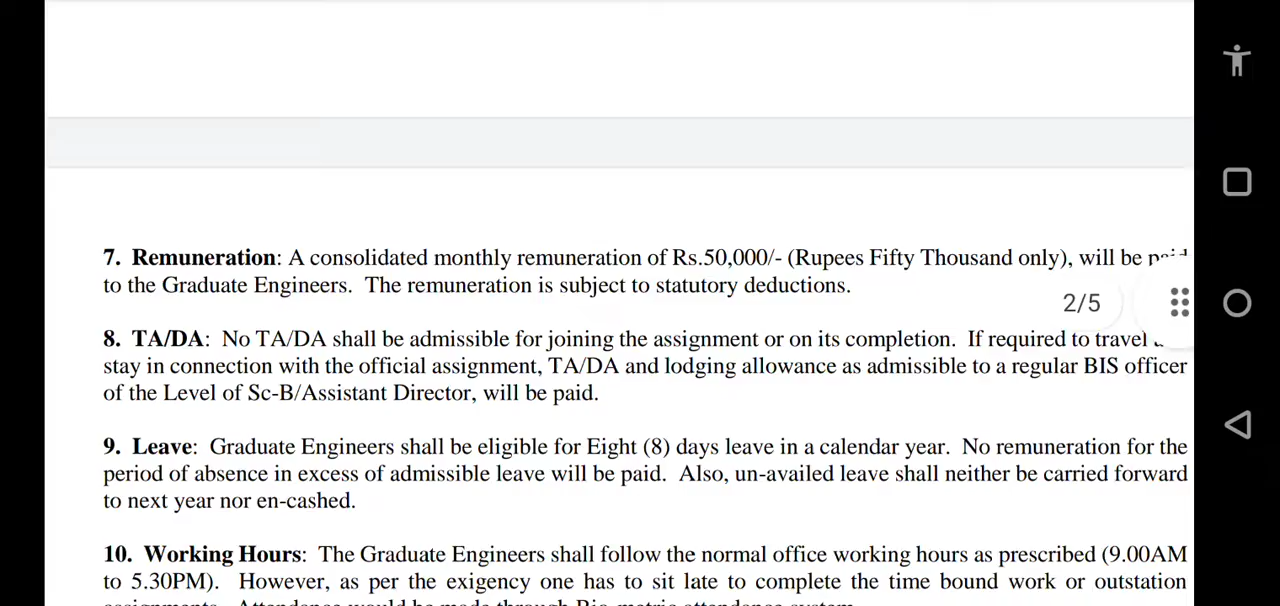 7. Remuneration: A consolidated monthly remuneration of Rs.50,000/- (Rupees Fifty Thousand only), will be
to the Graduate Engineers. The remuneration is subject to statutory deductions.
2/5
8. TA/DA: No TA/DA shall be admissible for joining the assignment or on its completion. If required to travel
stay in connection with the official assignment, TA/DA and lodging allowance as admissible to a regular BIS officer
of the Level of Sc-B/Assistant Director, will be paid.
9. Leave: Graduate Engineers shall be eligible for Eight (8) days leave in a calendar year. No remuneration for the
period of absence in excess of admissible leave will be paid. Also, un-availed leave shall neither be carried forward
to next year nor en-cashed.
10. Working Hours: The Graduate Engineers shall follow the normal office working hours as prescribed (9.00AM
to 5.30PM). However, as per the exigency one has to sit late to complete the time bound work or outstation